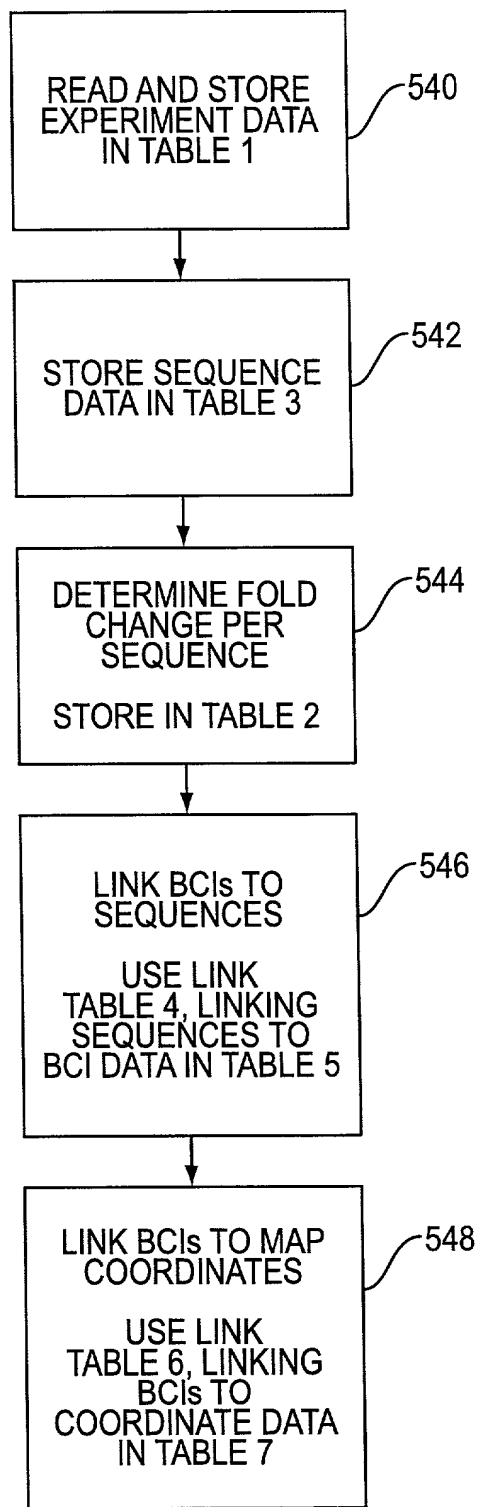 READ AND STORE
EXPERIMENT DATA
IN TABLE 1
540
STORE SEQUENCE
DATA IN TABLE 3
542
DETERMINE FOLD
CHANGE PER
SEQUENCE
STORE IN TABLE 2
544
LINK BCIs TO
SEQUENCES
USE LINK
TABLE 4, LINKING
SEQUENCES TO
BCI DATA IN TABLE 5
546
LINK BCIs TO MAP
COORDINATES
USE LINK
TABLE 6, LINKING
BCIs TO
COORDINATE DATA
IN TABLE 7
548